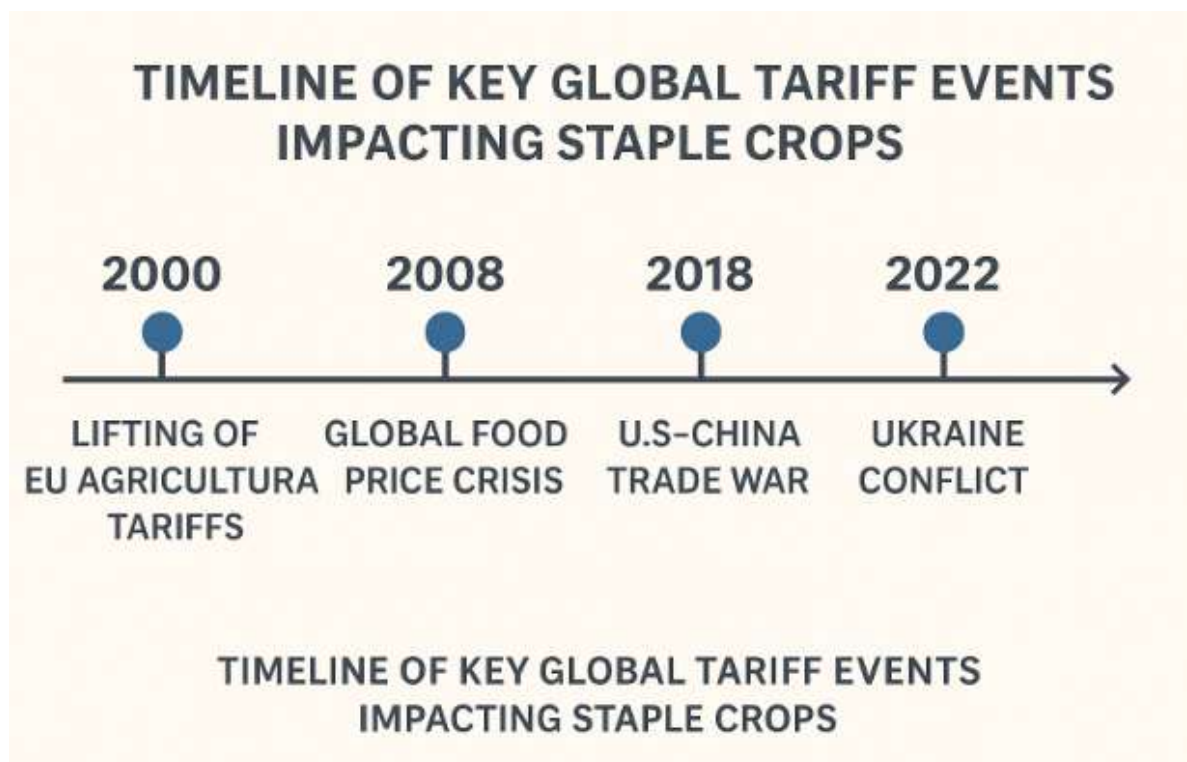 TIMELINE OF KEY GLOBAL TARIFF EVENTS
IMPACTING STAPLE CROPS
2000
2008
2018
2022
LIFTING OF
EU AGRICULTURA
TARIFFS
GLOBAL FOOD
PRICE CRISIS
U.S-CHINA
TRADE WAR
UKRAINE
CONFLICT
TIMELINE OF KEY GLOBAL TARIFF EVENTS
IMPACTING STAPLE CROPS